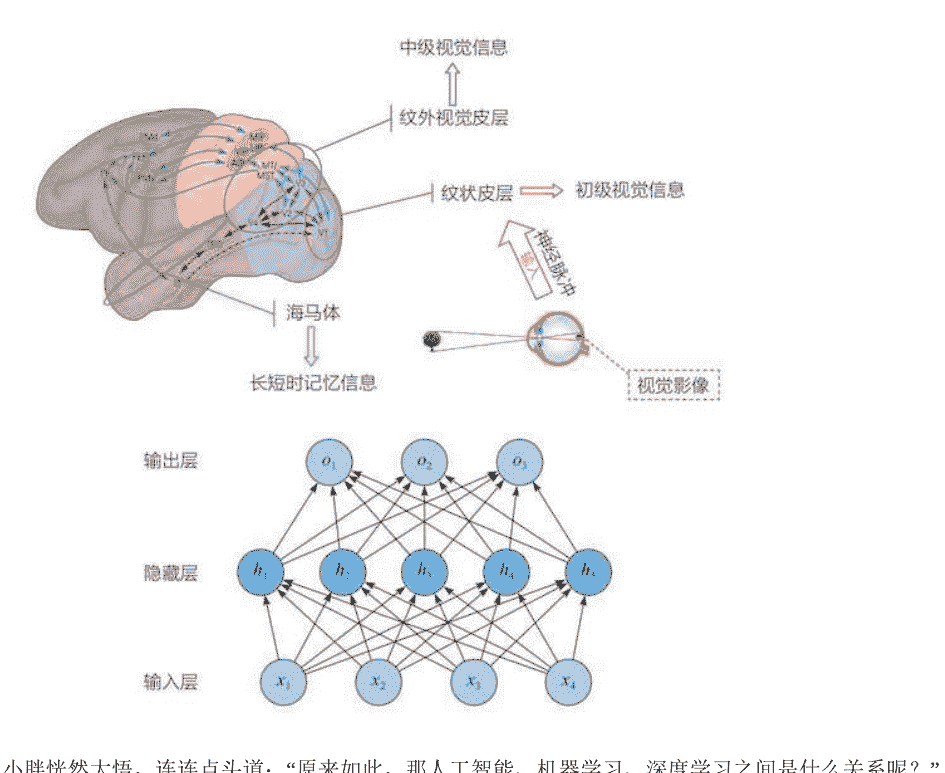 中级视觉信息
纹外视觉皮层
纹状皮层
初级视觉信息
神经脉冲
输入
海马体
长短时记忆信息
视觉影像
输出层
o1 o2 o3
隐藏层
h1 h2 h3 h4
输入层
x1 x2 x3 x4
小胖恍然大悟，连连点头道：“原来如此，那人工智能、机器学习、深度学习之间是什么关系呢？”